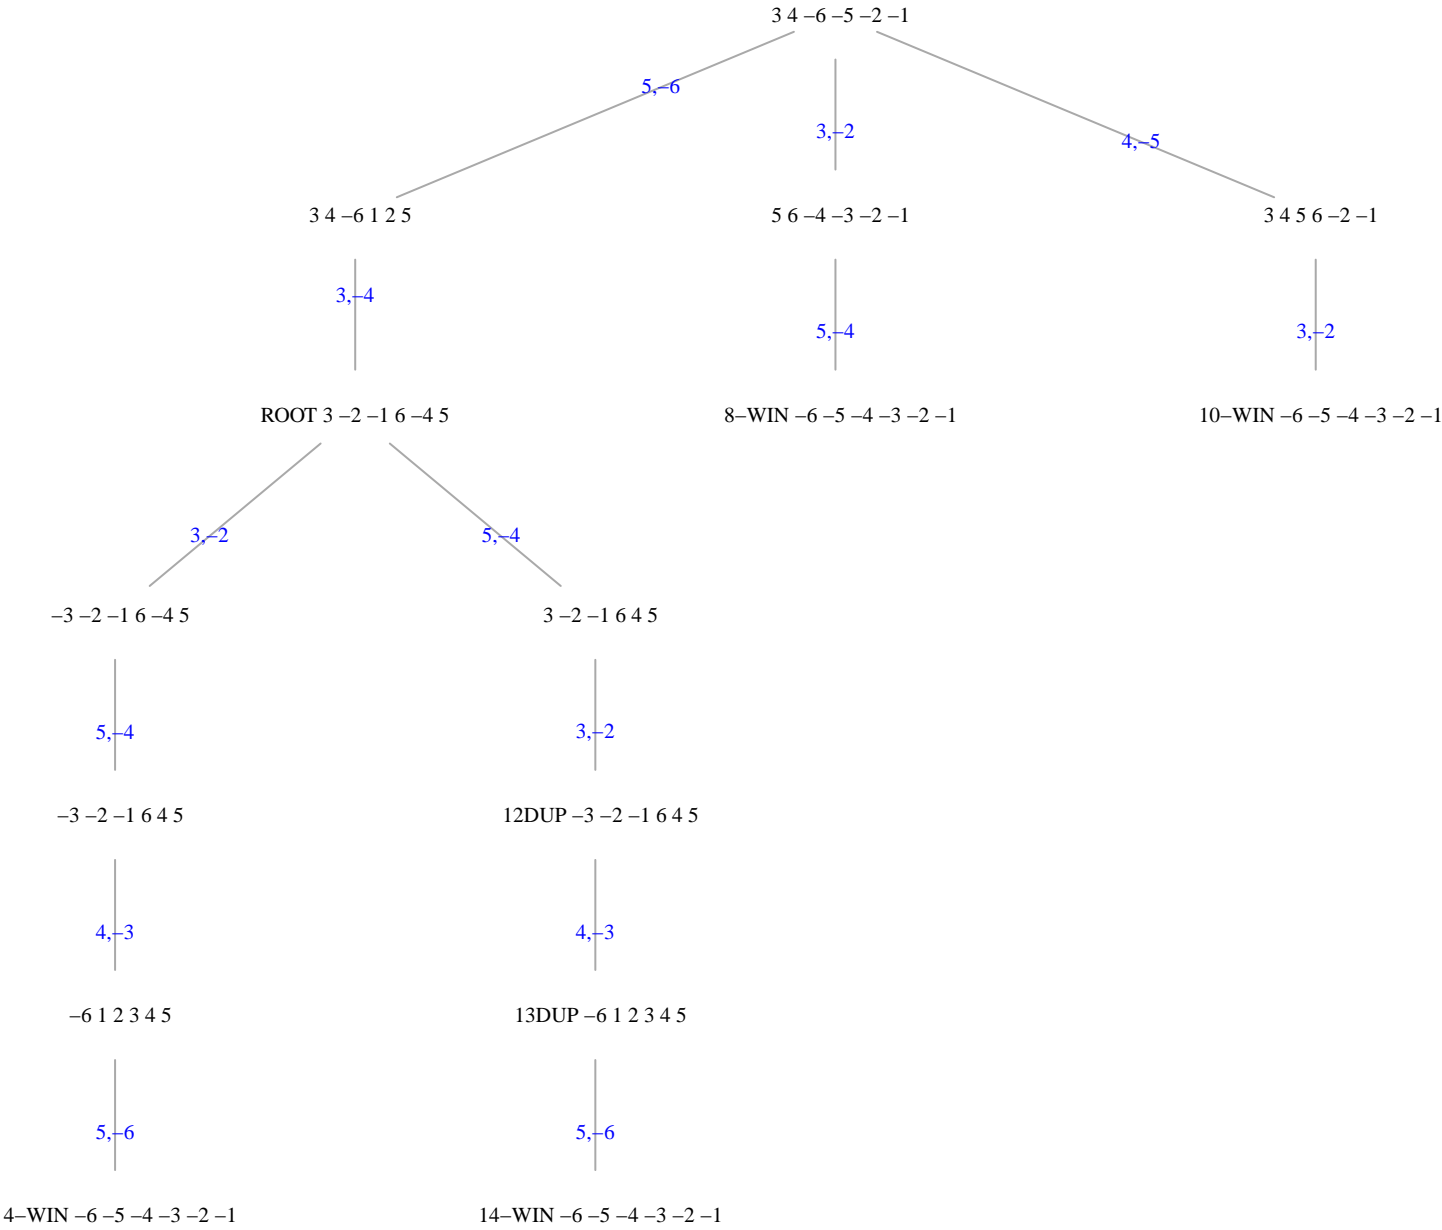 3 4 –6 –5 –2 –1
5,–6
3,–2
4,–5
3 4 –6 1 2 5
5 6 –4 –3 –2 –1
3 4 5 6 –2 –1
3,–4
5,–4
3,–2
ROOT 3 –2 –1 6 –4 5
8–WIN –6 –5 –4 –3 –2 –1
10–WIN –6 –5 –4 –3 –2 –1
3,–2
5,–4
–3 –2 –1 6 –4 5
3 –2 –1 6 4 5
5,–4
3,–2
–3 –2 –1 6 4 5
12DUP –3 –2 –1 6 4 5
4,–3
4,–3
–6 1 2 3 4 5
13DUP –6 1 2 3 4 5
5,–6
5,–6
4–WIN –6 –5 –4 –3 –2 –1
14–WIN –6 –5 –4 –3 –2 –1